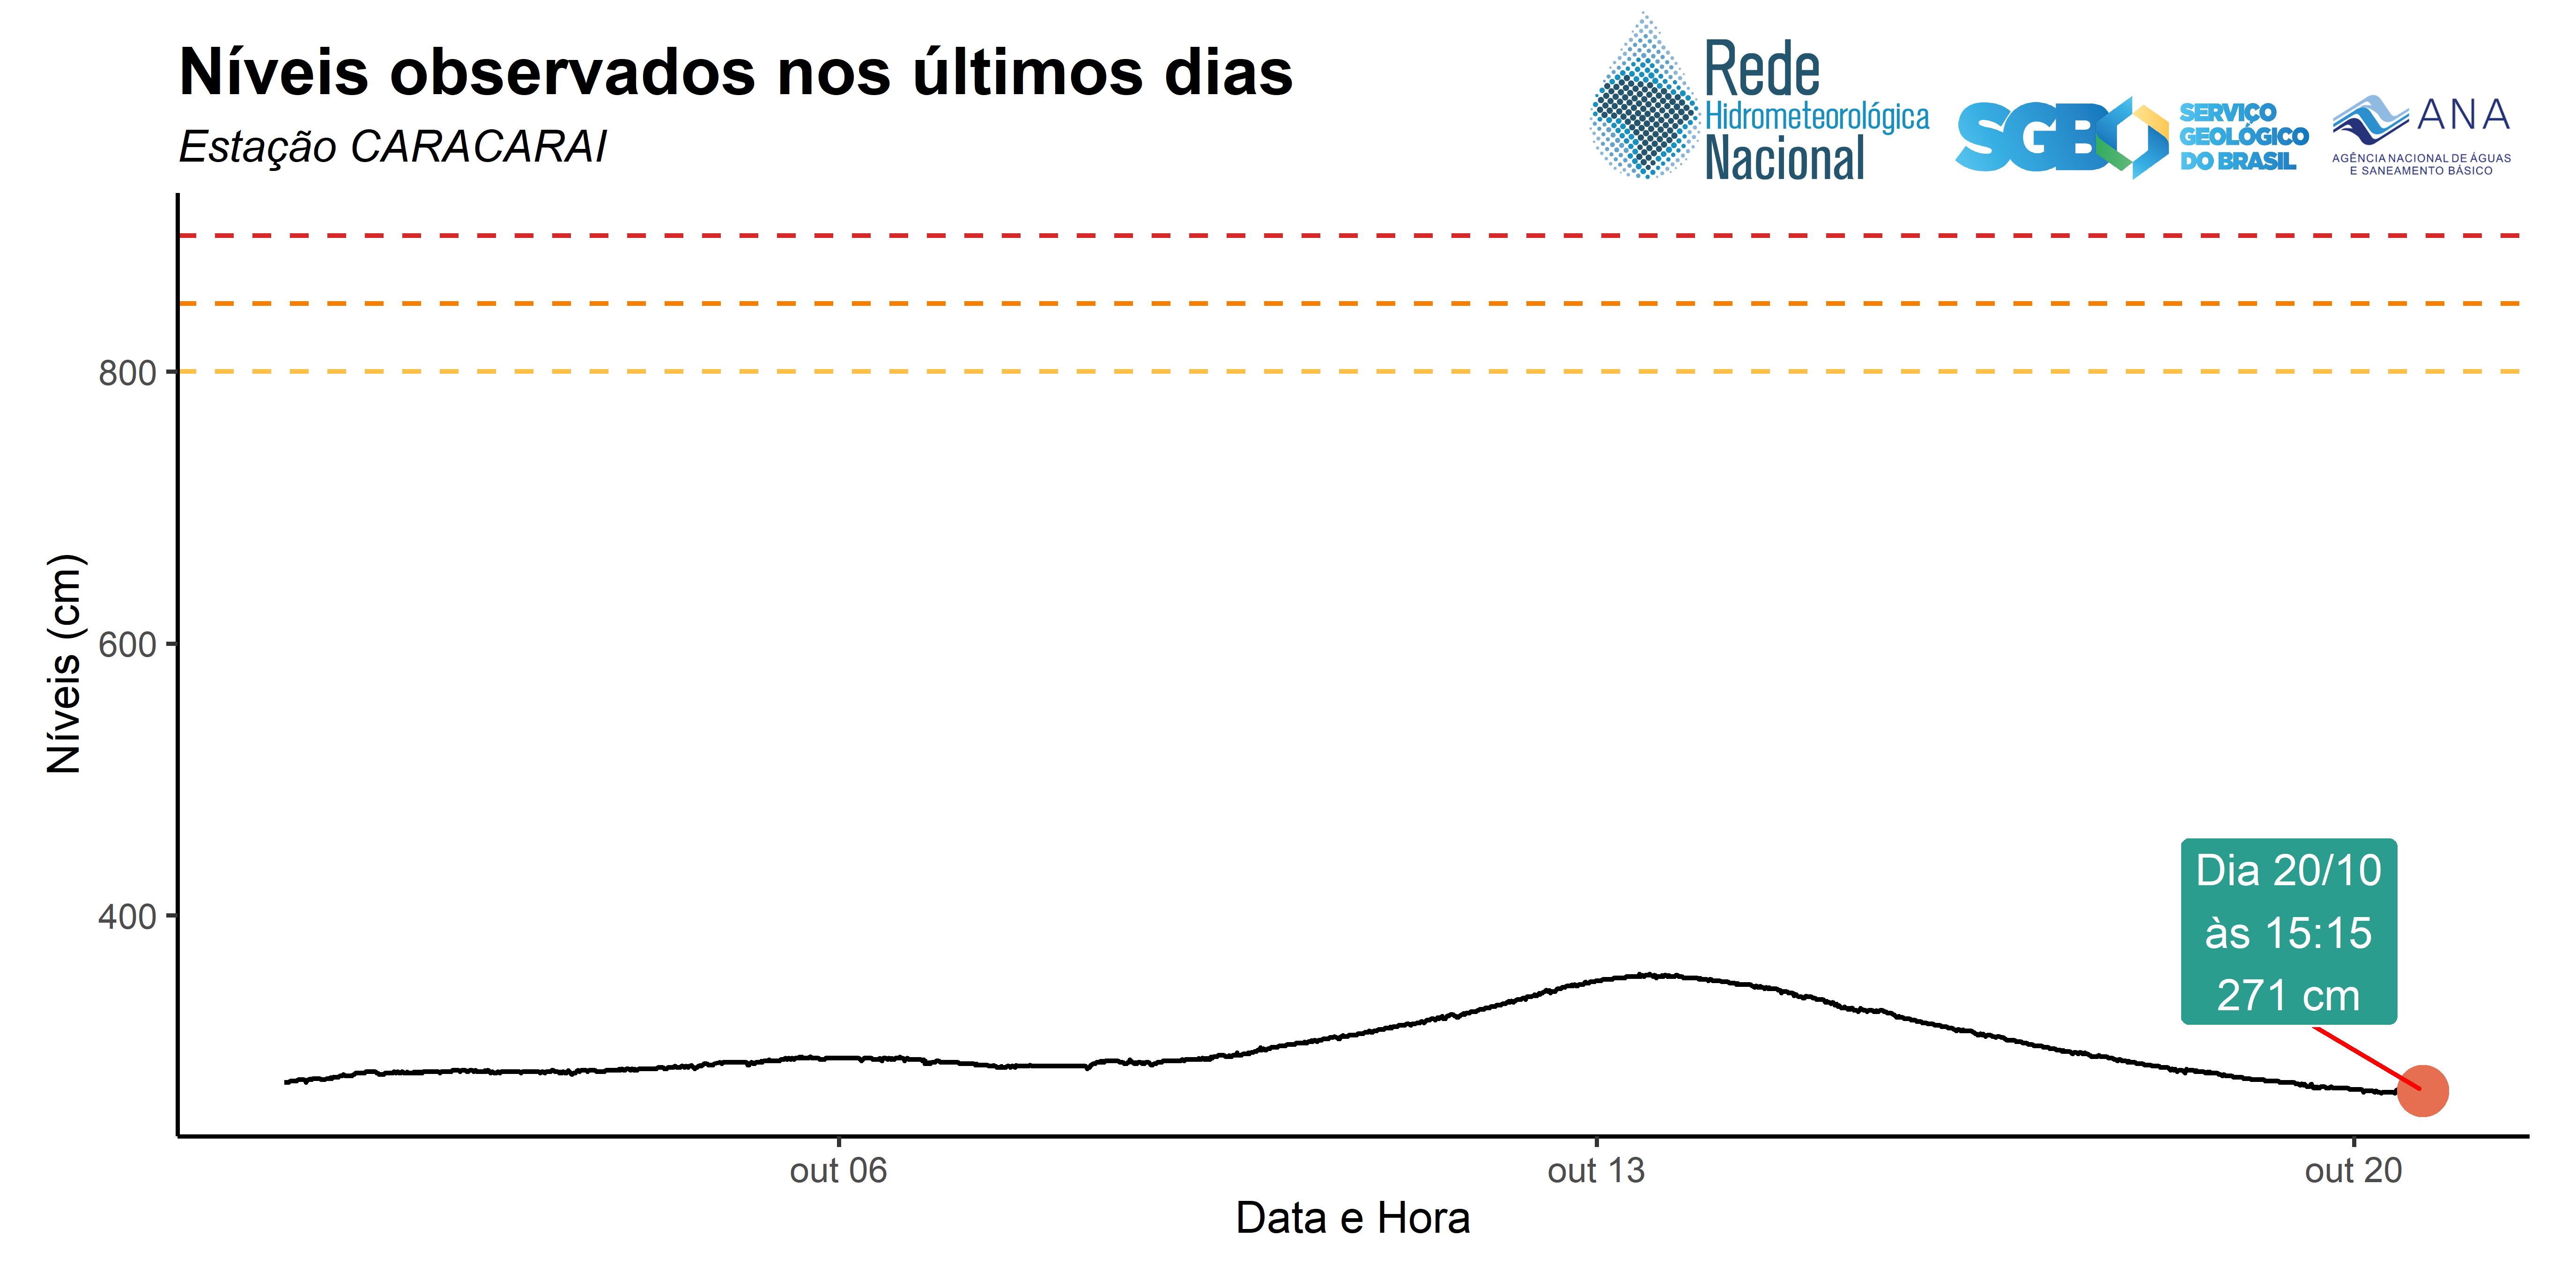 Níveis observados nos últimos dias
Estação CARACARAI
Rede
Hidrometeorológica
Nacional
SGB
SERVIÇO
GEOLÓGICO
DO BRASIL
ANA
AGÊNCIA NACIONAL DE ÁGUAS
E SANEAMENTO BÁSICO
Níveis (cm)
800
600
400
Dia 20/10
às 15:15
271 cm
out 06
out 13
out 20
Data e Hora